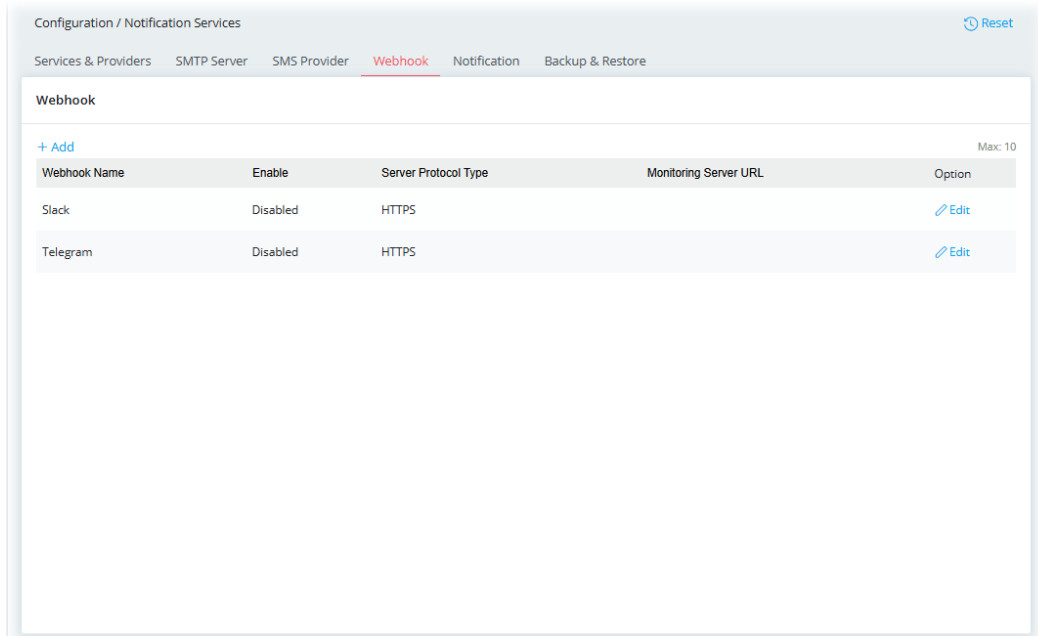 Configuration / Notification Services Reset
Services & Providers SMTP Server SMS Provider Webhook Notification Backup & Restore
Webhook
+ Add Max: 10
Webhook Name Enable Server Protocol Type Monitoring Server URL Option
Slack Disabled HTTPS Edit
Telegram Disabled HTTPS Edit